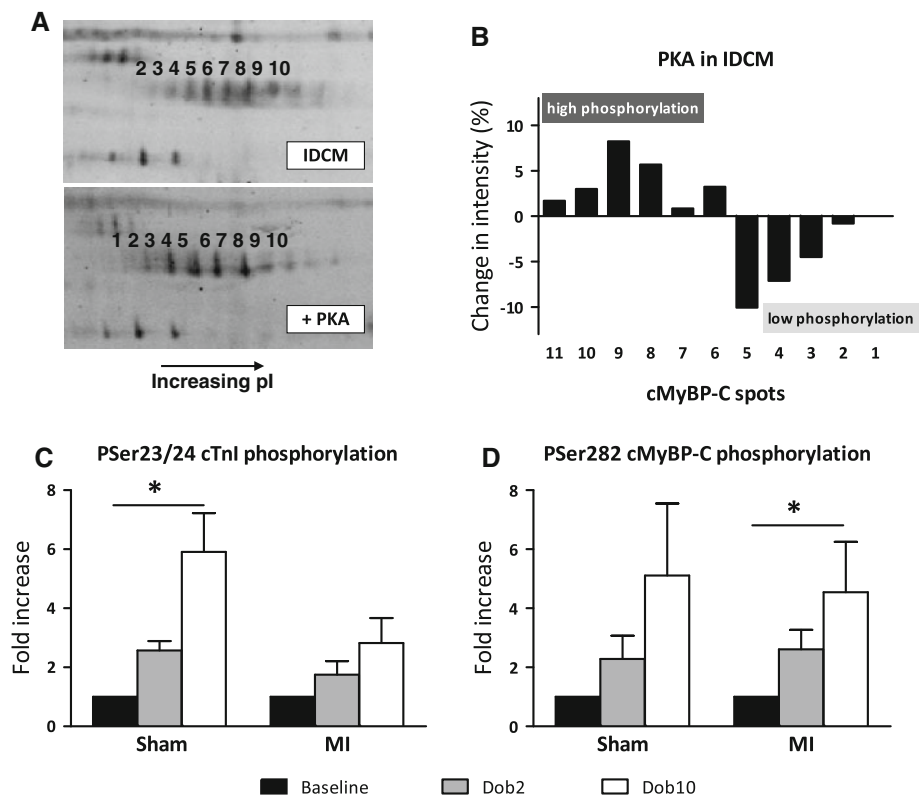 A
2 3 4 5 6 7 8 9 10
IDCM
1 2 3 4 5 6 7 8 9 10
+ PKA
Increasing pI
B
PKA in IDCM
high phosphorylation
Change in intensity (%)
10
5
0
-5
-10
low phosphorylation
11 10 9 8 7 6 5 4 3 2 1
cMyBP-C spots
C
PSer23/24 cTnI phosphorylation
Fold increase
8
6
4
2
0
*
Sham MI
D
PSer282 cMyBP-C phosphorylation
Fold increase
8
6
4
2
0
*
Sham MI
Baseline Dob2 Dob10